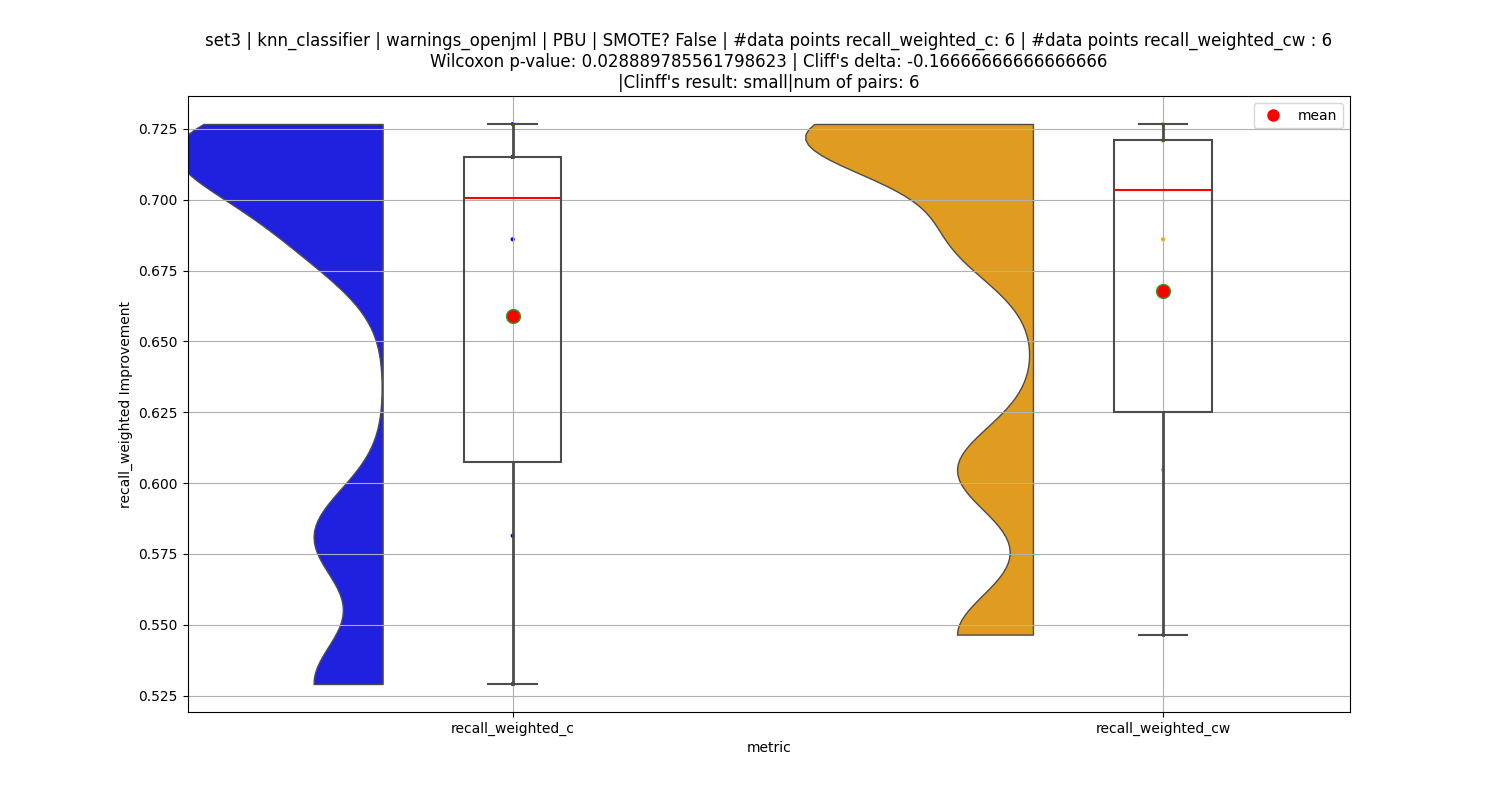 set3 | knn_classifier | warnings_openjml | PBU | SMOTE? False | #data points recall_weighted_c: 6 | #data points recall_weighted_cw : 6
Wilcoxon p-value: 0.028889785561798623 | Cliff's delta: -0.16666666666666666
|Clinff's result: small|num of pairs: 6
mean
0.725
0.700
0.675
0.650
0.625
0.600
0.575
0.550
0.525
recall_weighted Improvement
recall_weighted_c
recall_weighted_cw
metric